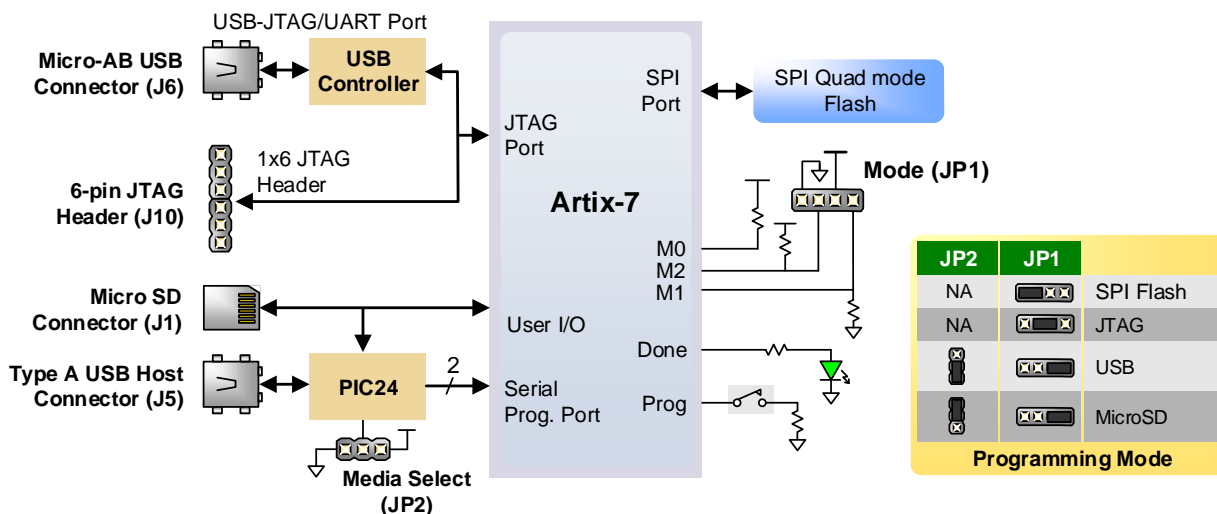 USB-JTAG/UART Port
Micro-AB USB
Connector (J6)
USB
Controller
1x6 JTAG
Header
6-pin JTAG
Header (J10)
Micro SD
Connector (J1)
Type A USB Host
Connector (J5)
PIC24
2
Media Select
(JP2)
Artix-7
JTAG
Port
User I/O
Serial
Prog. Port
SPI
Port
M0
M2
M1
Done
Prog
SPI Quad mode
Flash
Mode (JP1)
JP2 JP1
NA SPI Flash
NA JTAG
USB
MicroSD
Programming Mode